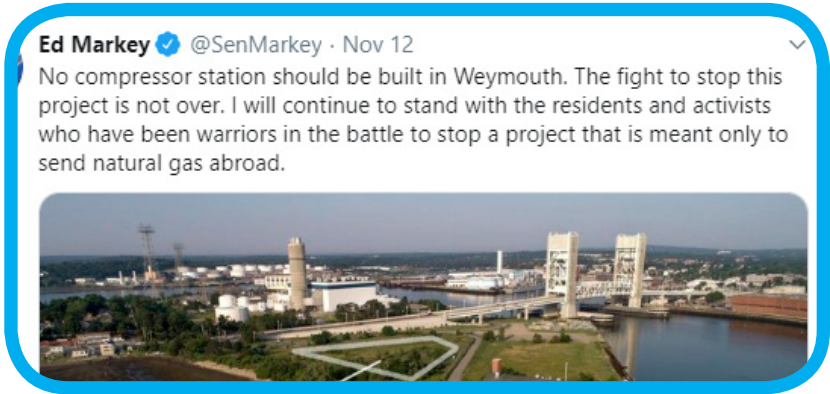 Ed Markey @SenMarkey · Nov 12
No compressor station should be built in Weymouth. The fight to stop this
project is not over. I will continue to stand with the residents and activists
who have been warriors in the battle to stop a project that is meant only to
send natural gas abroad.